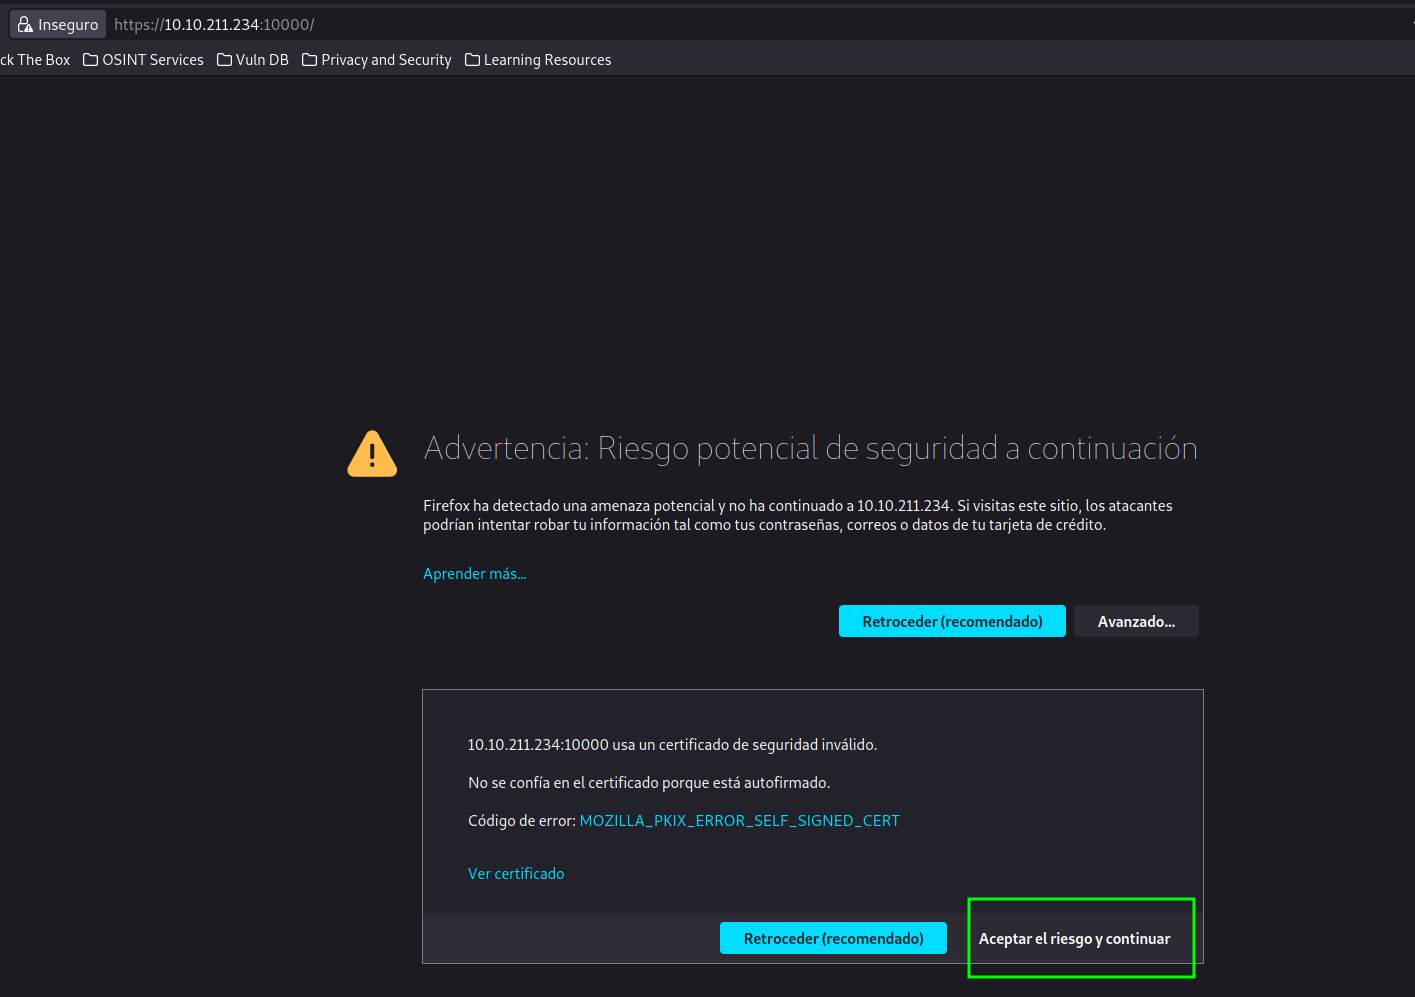 Inseguro https://10.10.211.234:10000/
ck The Box OSINT Services Vuln DB Privacy and Security Learning Resources
Advertencia: Riesgo potencial de seguridad a continuación
Firefox ha detectado una amenaza potencial y no ha continuado a 10.10.211.234. Si visitas este sitio, los atacantes
podrían intentar robar tu información tal como tus contraseñas, correos o datos de tu tarjeta de crédito.
Aprender más...
Retroceder (recomendado) Avanzado...
10.10.211.234:10000 usa un certificado de seguridad inválido.
No se confía en el certificado porque está autofirmado.
Código de error: MOZILLA_PKIX_ERROR_SELF_SIGNED_CERT
Ver certificado
Retroceder (recomendado) Aceptar el riesgo y continuar